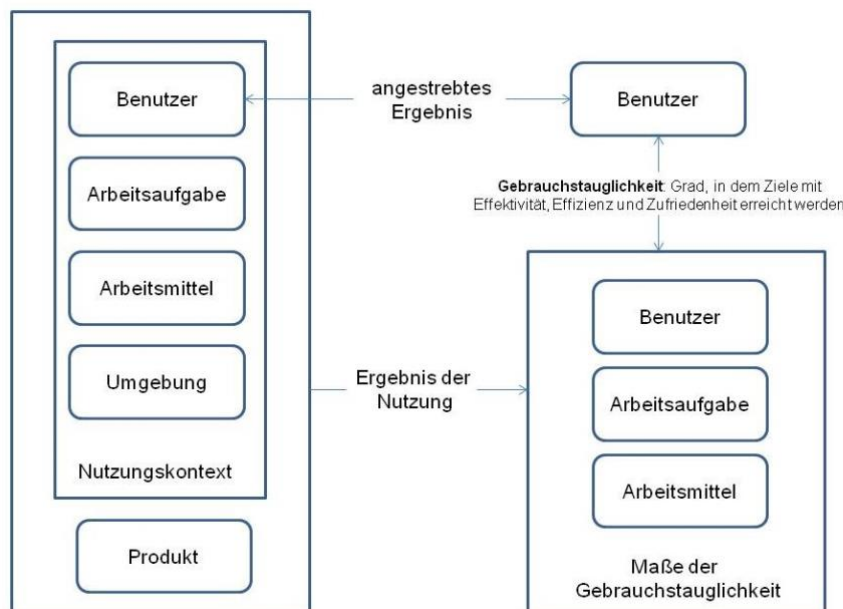 Benutzer
Arbeitsaufgabe
Arbeitsmittel
Umgebung
Nutzungskontext
Produkt
angestrebtes
Ergebnis
Ergebnis der
Nutzung
Benutzer
Gebrauchstauglichkeit: Grad, in dem Ziele mit
Effektivität, Effizienz und Zufriedenheit erreicht werden
Benutzer
Arbeitsaufgabe
Arbeitsmittel
Maße der
Gebrauchstauglichkeit